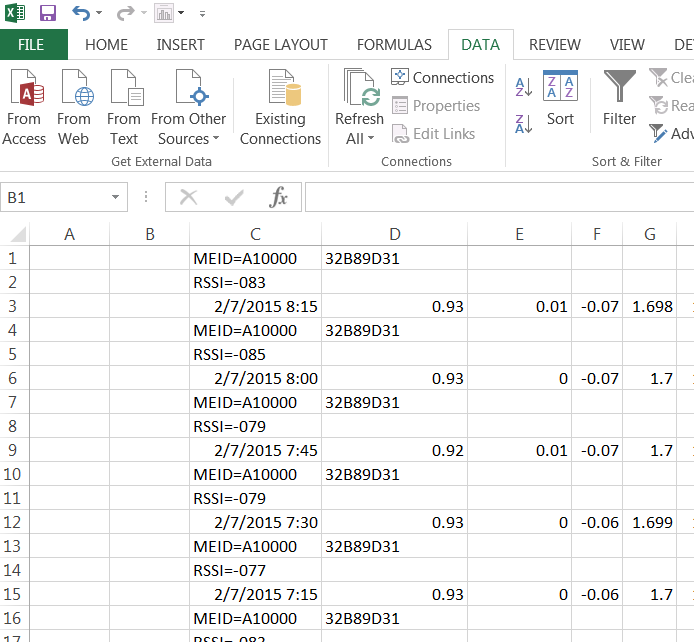 FILE HOME INSERT PAGE LAYOUT FORMULAS DATA REVIEW VIEW DE
From Access
From Web
From Text
From Other Sources
Existing Connections
Get External Data
Refresh All
Connections
Properties
Edit Links
Connections
Sort
Filter
Clea
Rea
Adv
Sort & Filter
B1 fx
A B C D E F G
1 MEID=A10000 32B89D31
2 RSSI=-083
3 2/7/2015 8:15 0.93 0.01 -0.07 1.698
4 MEID=A10000 32B89D31
5 RSSI=-085
6 2/7/2015 8:00 0.93 0 -0.07 1.7
7 MEID=A10000 32B89D31
8 RSSI=-079
9 2/7/2015 7:45 0.92 0.01 -0.07 1.7
10 MEID=A10000 32B89D31
11 RSSI=-079
12 2/7/2015 7:30 0.93 0 -0.06 1.699
13 MEID=A10000 32B89D31
14 RSSI=-077
15 2/7/2015 7:15 0.93 0 -0.06 1.7
16 MEID=A10000 32B89D31
17 RSSI=-083